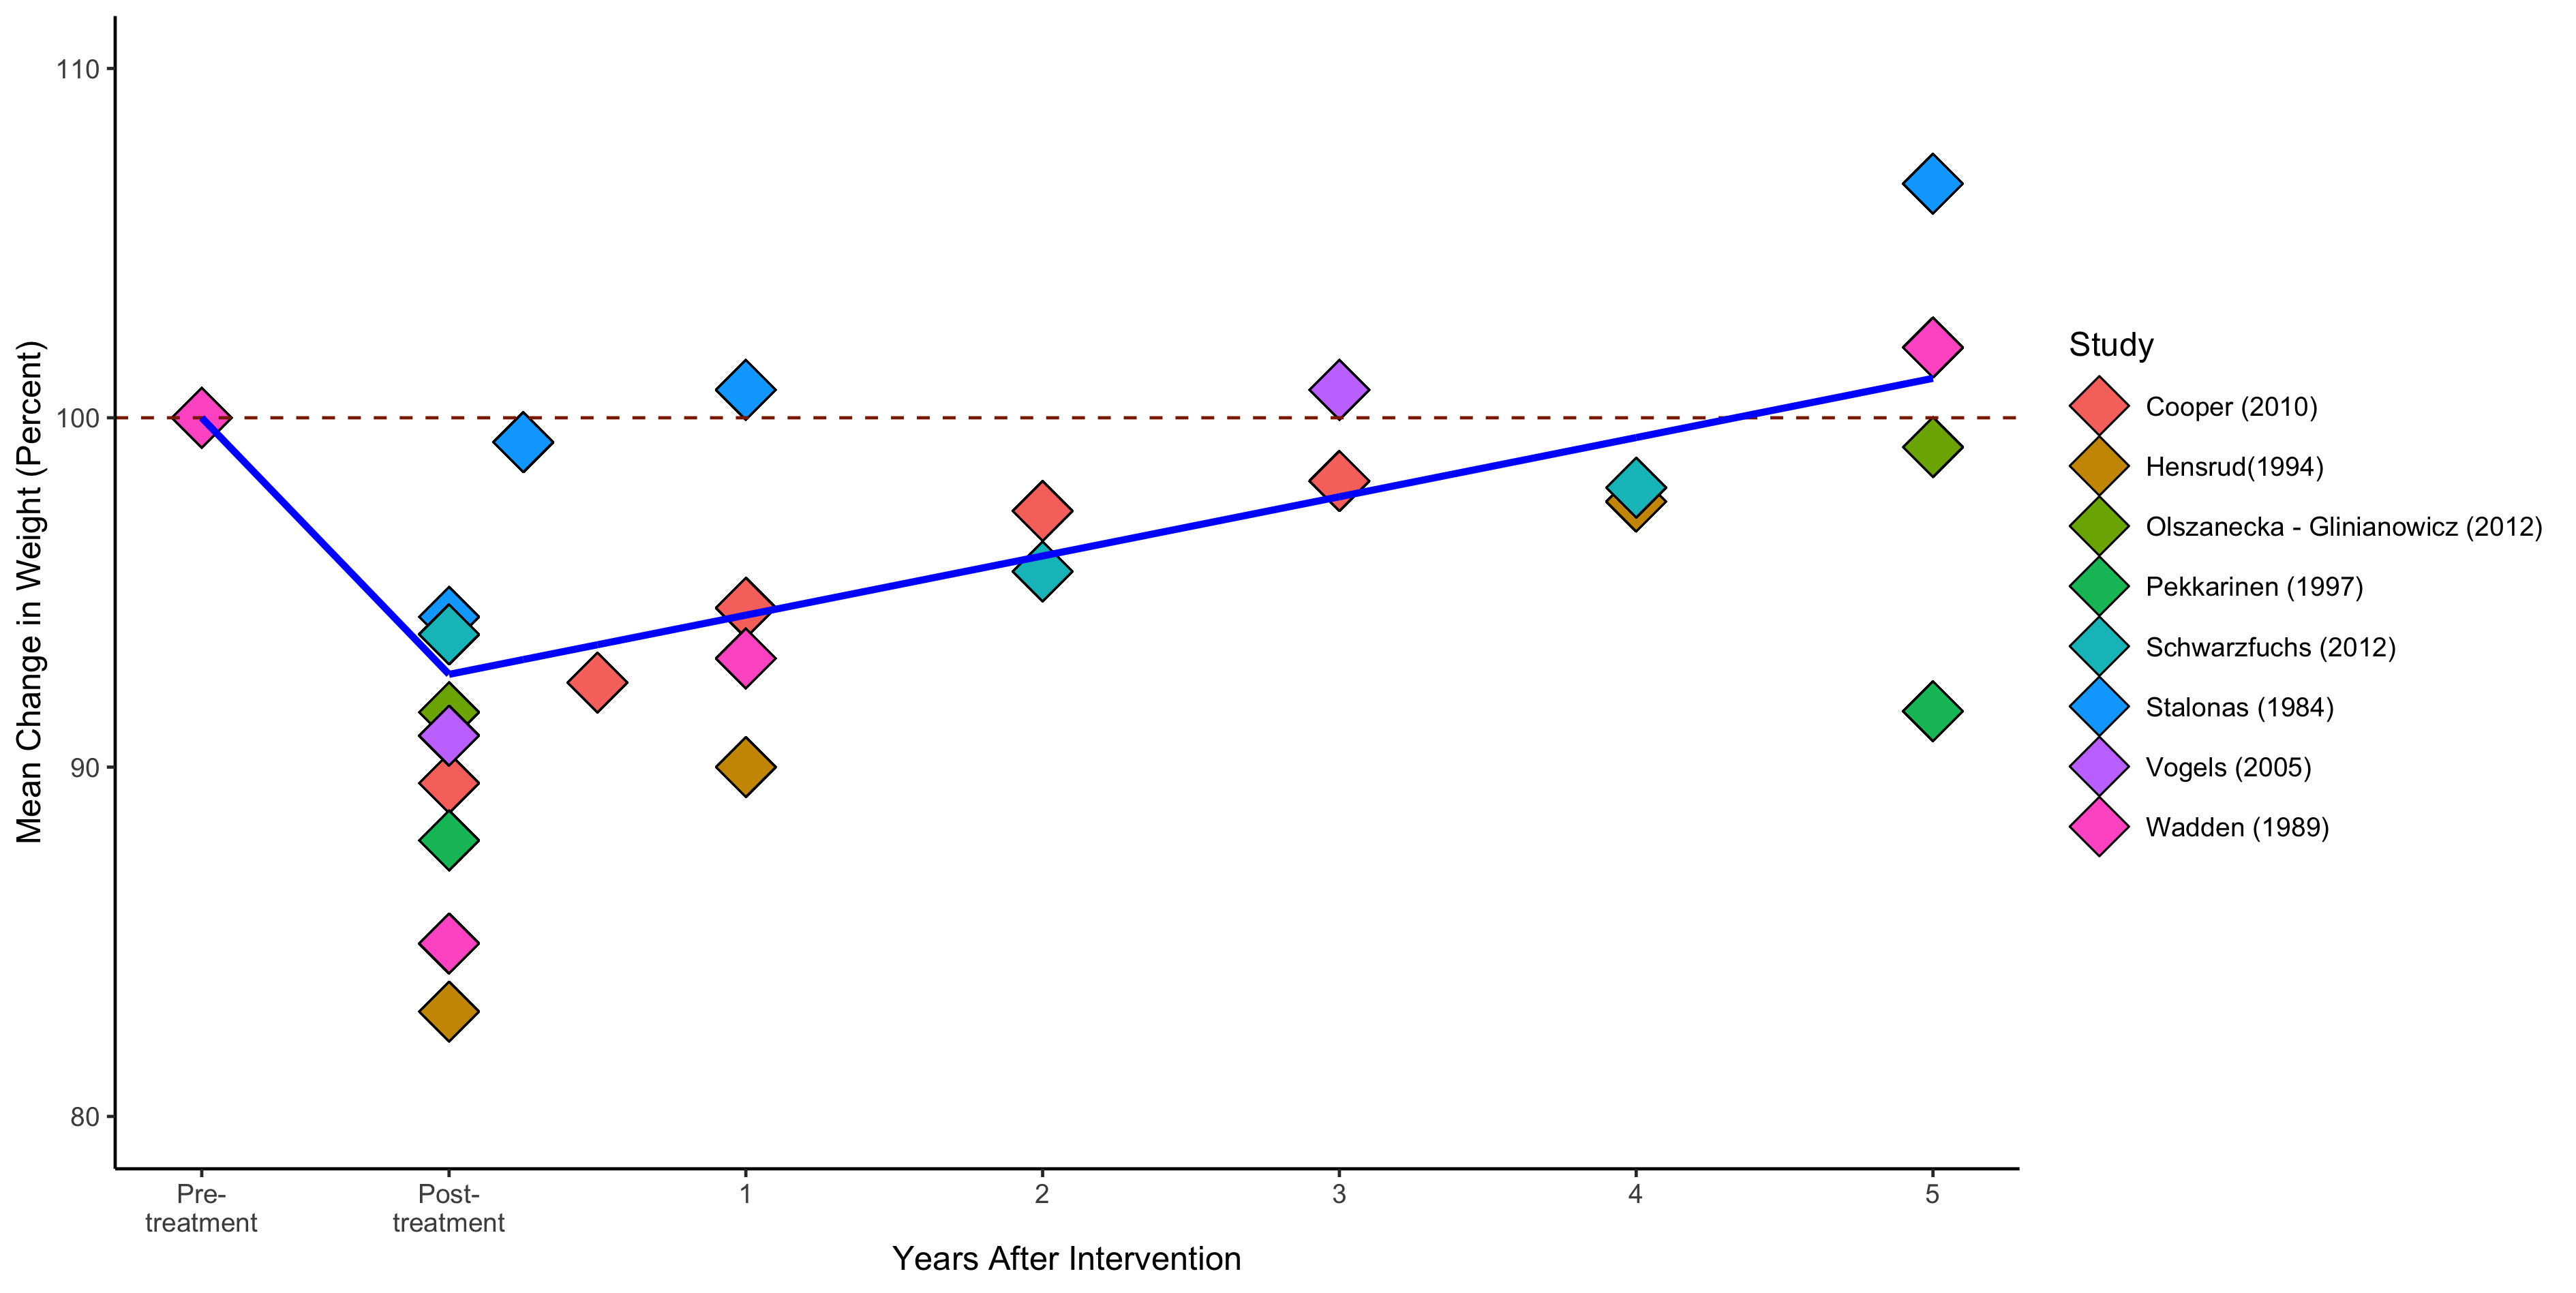 Mean Change in Weight (Percent)
110
100
90
80
Pre-
treatment
Post-
treatment
1
2
3
4
5
Years After Intervention
Study
Cooper (2010)
Hensrud(1994)
Olszanecka - Glinianowicz (2012)
Pekkarinen (1997)
Schwarzfuchs (2012)
Stalonas (1984)
Vogels (2005)
Wadden (1989)